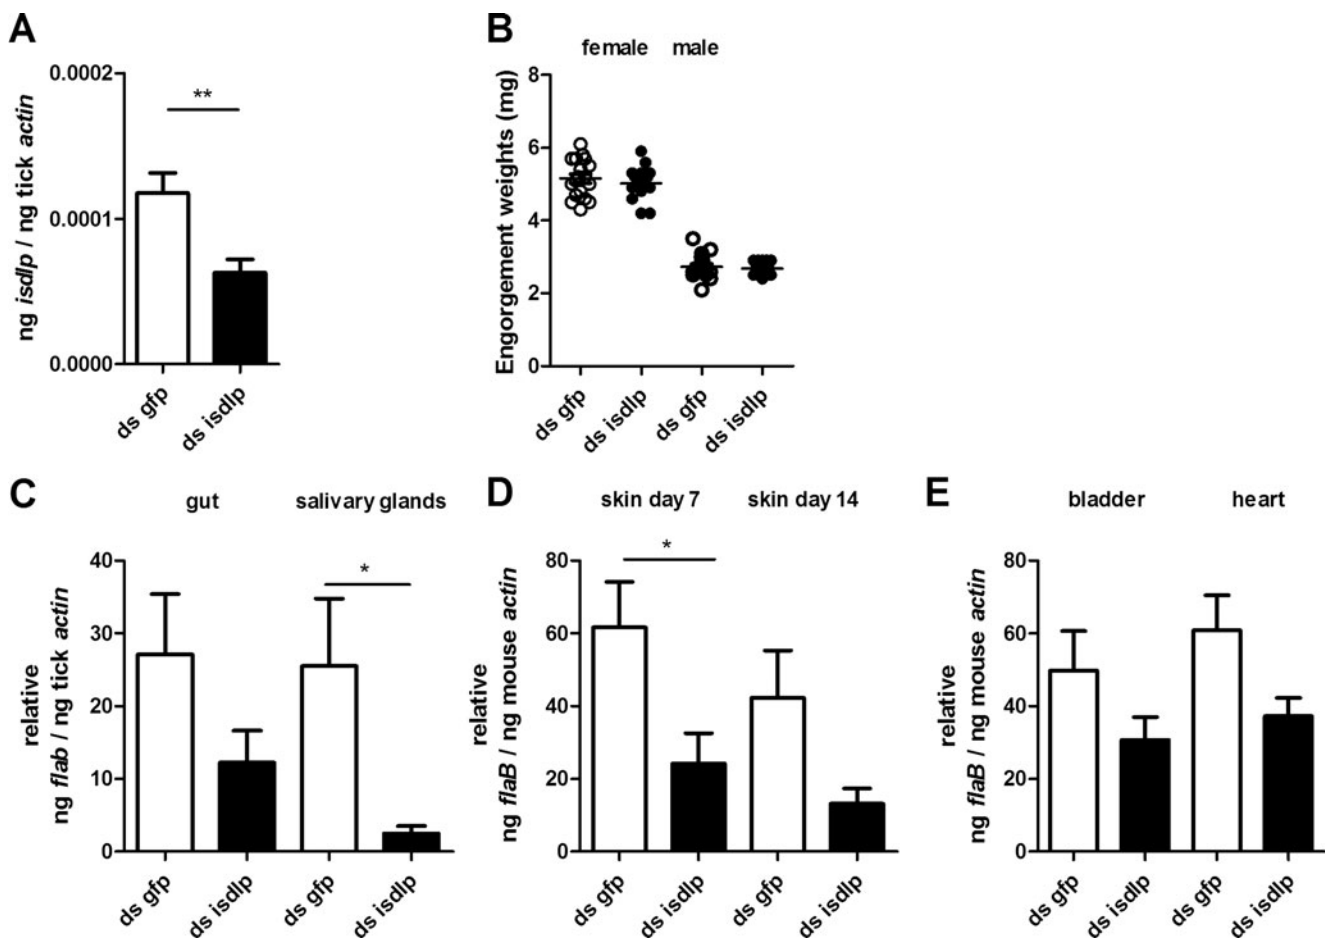 A
ng isdlp / ng tick actin
0.0002
0.0001
0.0000
**
ds gfp
ds isdlp
B
female male
Engorgement weights (mg)
8
6
4
2
0
ds gfp
ds isdlp
ds gfp
ds isdlp
C
gut salivary glands
relative
ng flab / ng tick actin
40
30
20
10
0
*
ds gfp
ds isdlp
ds gfp
ds isdlp
D
skin day 7 skin day 14
relative
ng flaB / ng mouse actin
80
60
40
20
0
*
ds gfp
ds isdlp
ds gfp
ds isdlp
E
bladder heart
relative
ng flaB / ng mouse actin
80
60
40
20
0
ds gfp
ds isdlp
ds gfp
ds isdlp